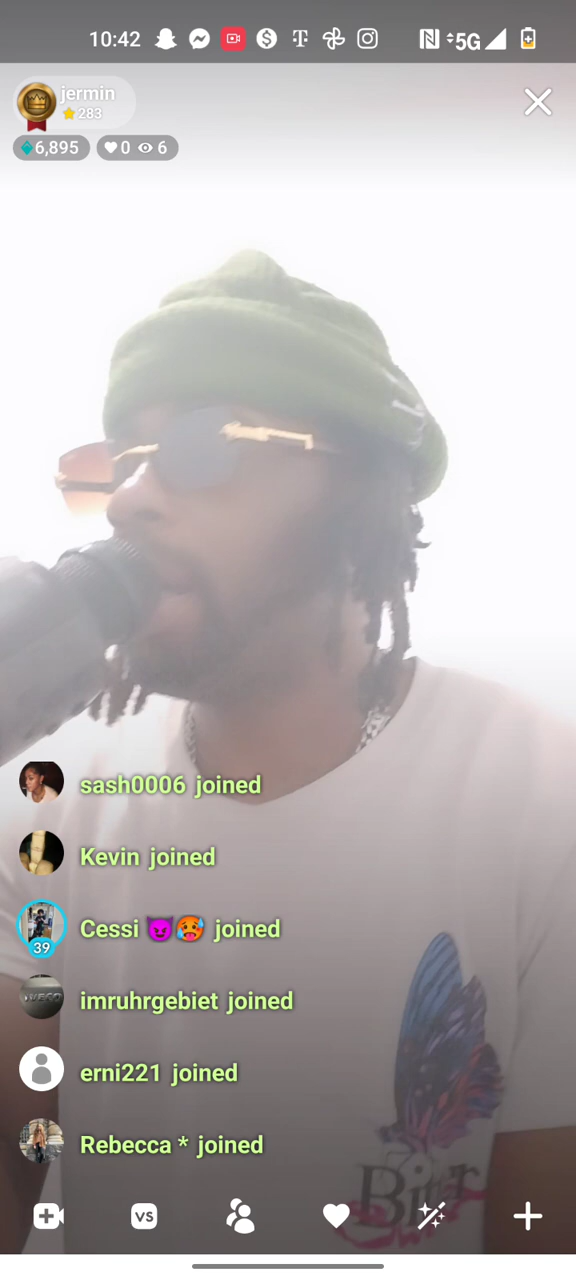 10:42
5G
jermin
283
6,895 0 6
sash0006 joined
Kevin joined
Cessi 😈🥵 joined
39
imruhrgebiet joined
erni221 joined
Rebecca * joined
VS